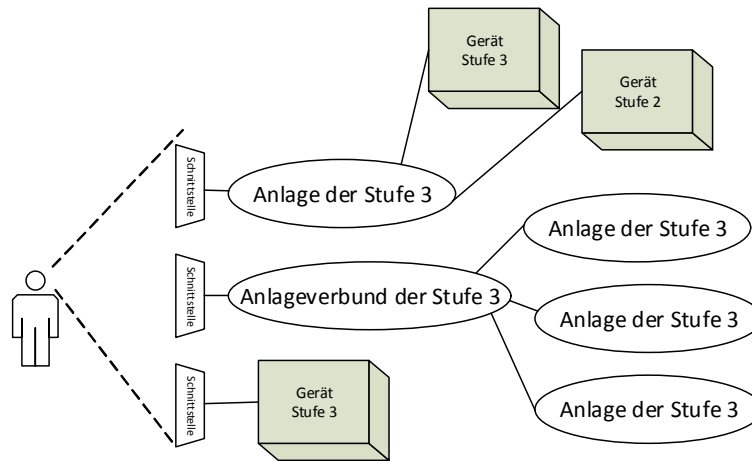 Gerät
Stufe 3
Gerät
Stufe 2
Schnittstelle
Anlage der Stufe 3
Anlage der Stufe 3
Schnittstelle
Anlageverbund der Stufe 3
Anlage der Stufe 3
Schnittstelle
Gerät
Stufe 3
Anlage der Stufe 3